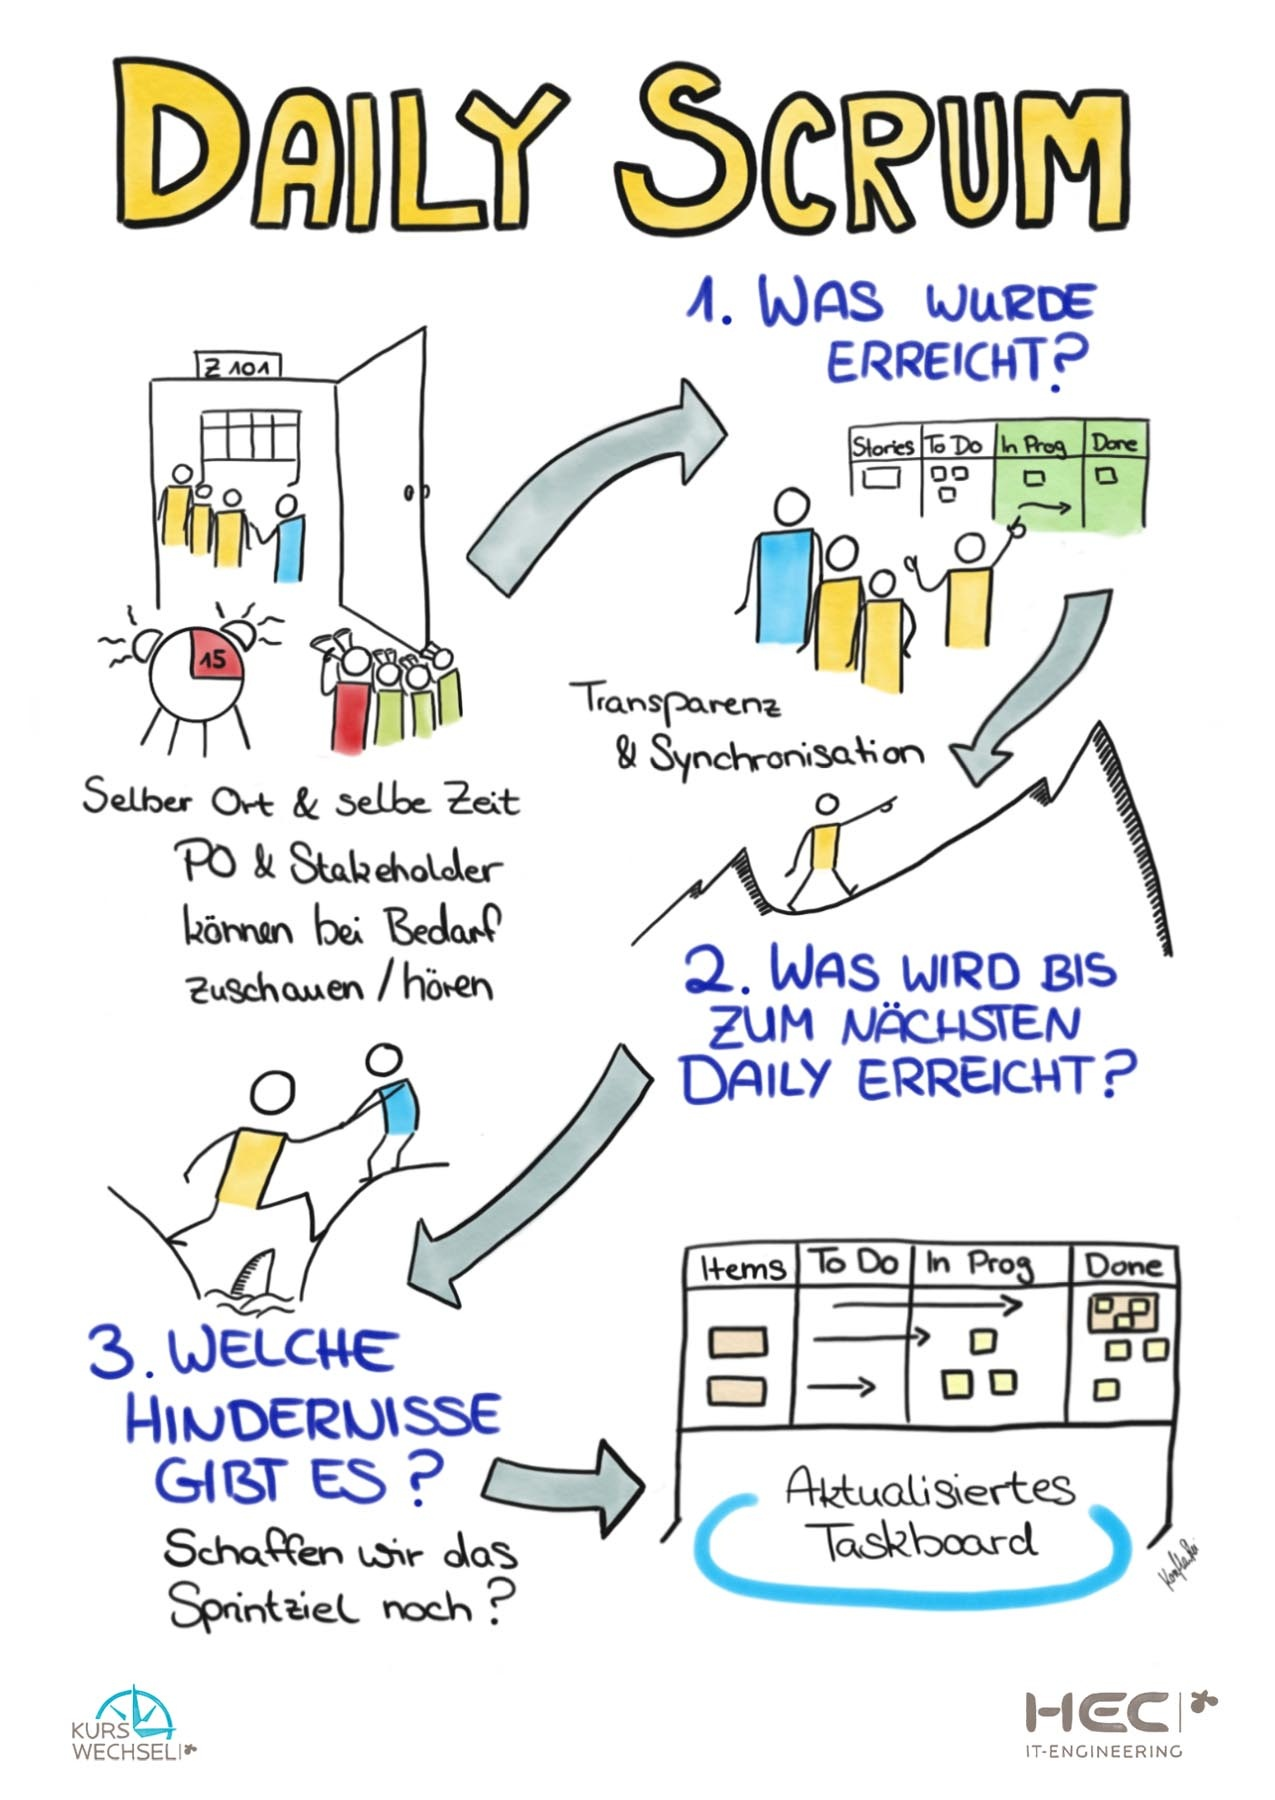 DAILY SCRUM
Z 101
15
Selber Ort & selbe Zeit
PO & Stakeholder
können bei Bedarf
zuschauen / hören
1. WAS WURDE
ERREICHT?
Stories To Do In Prog Done
Transparenz
& Synchronisation
2. WAS WIRD BIS
ZUM NÄCHSTEN
DAILY ERREICHT?
3. WELCHE
HINDERNISSE
GIBT ES?
Schaffen wir das
Sprintziel noch?
Items To Do In Prog Done
Aktualisiertes
Taskboard
KURS
WECHSEL
HEC
IT-ENGINEERING